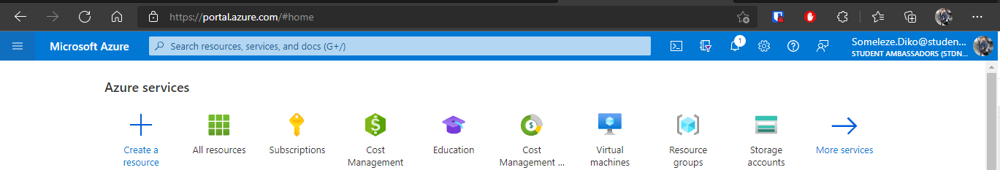 https://portal.azure.com/#home
Microsoft Azure
Search resources, services, and docs (G+/)
1
Someleze.Diko@studen...
STUDENT AMBASSADORS (STDN...
Azure services
Create a resource
All resources
Subscriptions
Cost Management
Education
Cost Management ...
Virtual machines
Resource groups
Storage accounts
More services